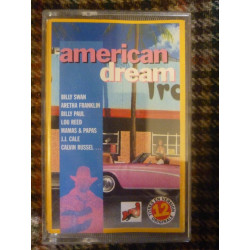 american
dream
BILLY SWAN
ARETHA FRANKLIN
BILLY PAUL
LOU REED
MAMAS & PAPAS
J.J. CALE
CALVIN RUSSEL
12